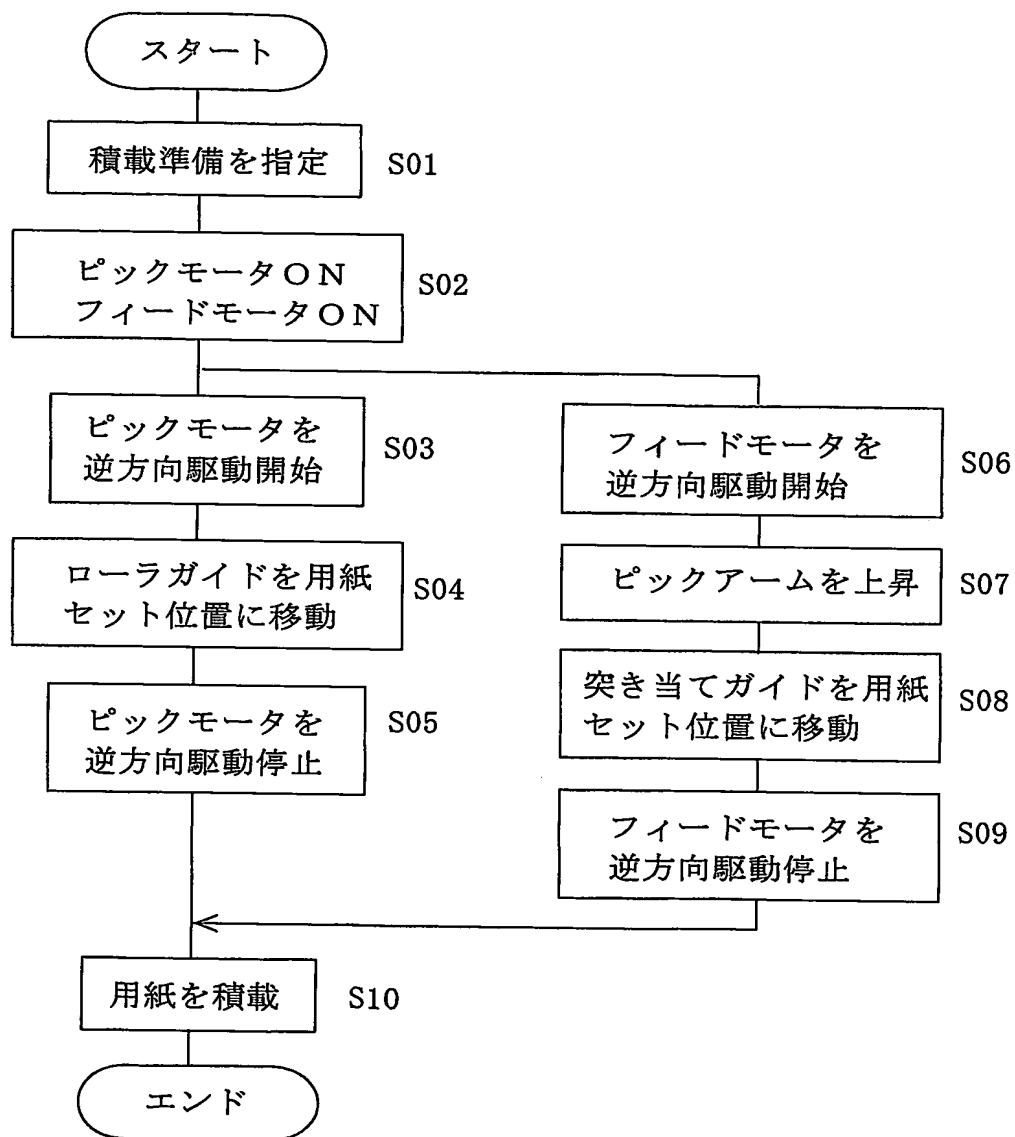 スタート
積載準備を指定
S01
ピックモータON
フィードモータON
S02
ピックモータを
逆方向駆動開始
S03
ローラガイドを用紙
セット位置に移動
S04
ピックモータを
逆方向駆動停止
S05
フィードモータを
逆方向駆動開始
S06
ピックアームを上昇
S07
突き当てガイドを用紙
セット位置に移動
S08
フィードモータを
逆方向駆動停止
S09
用紙を積載
S10
エンド